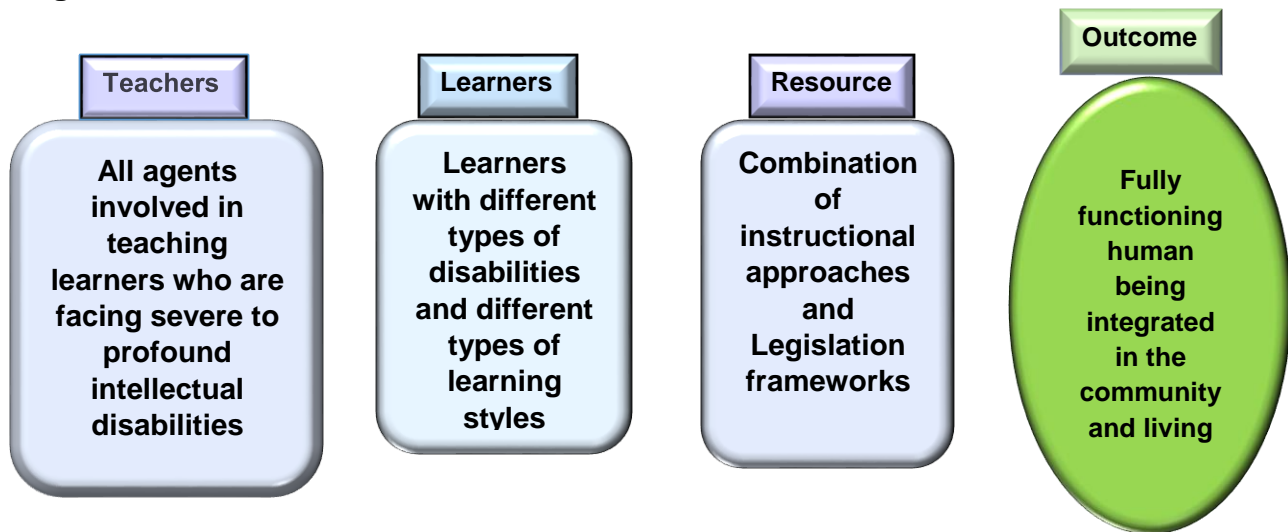 Teachers
All agents
involved in
teaching
learners who are
facing severe to
profound
intellectual
disabilities
Learners
Learners
with different
types of
disabilities
and different
types of
learning
styles
Resource
Combination
of
instructional
approaches
and
Legislation
frameworks
Outcome
Fully
functioning
human
being
integrated
in the
community
and living